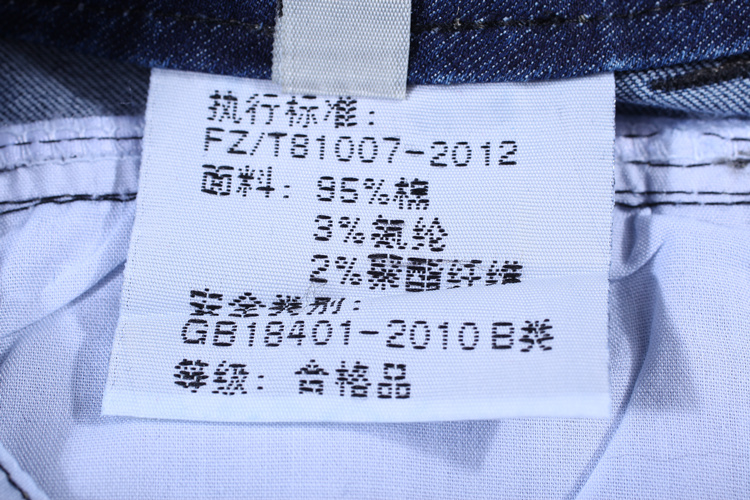 执行标准:
FZ/T81007-2012
面料: 95%棉
3%氨纶
2%聚酯纤维
安全类别:
GB18401-2010 B类
等级: 合格品